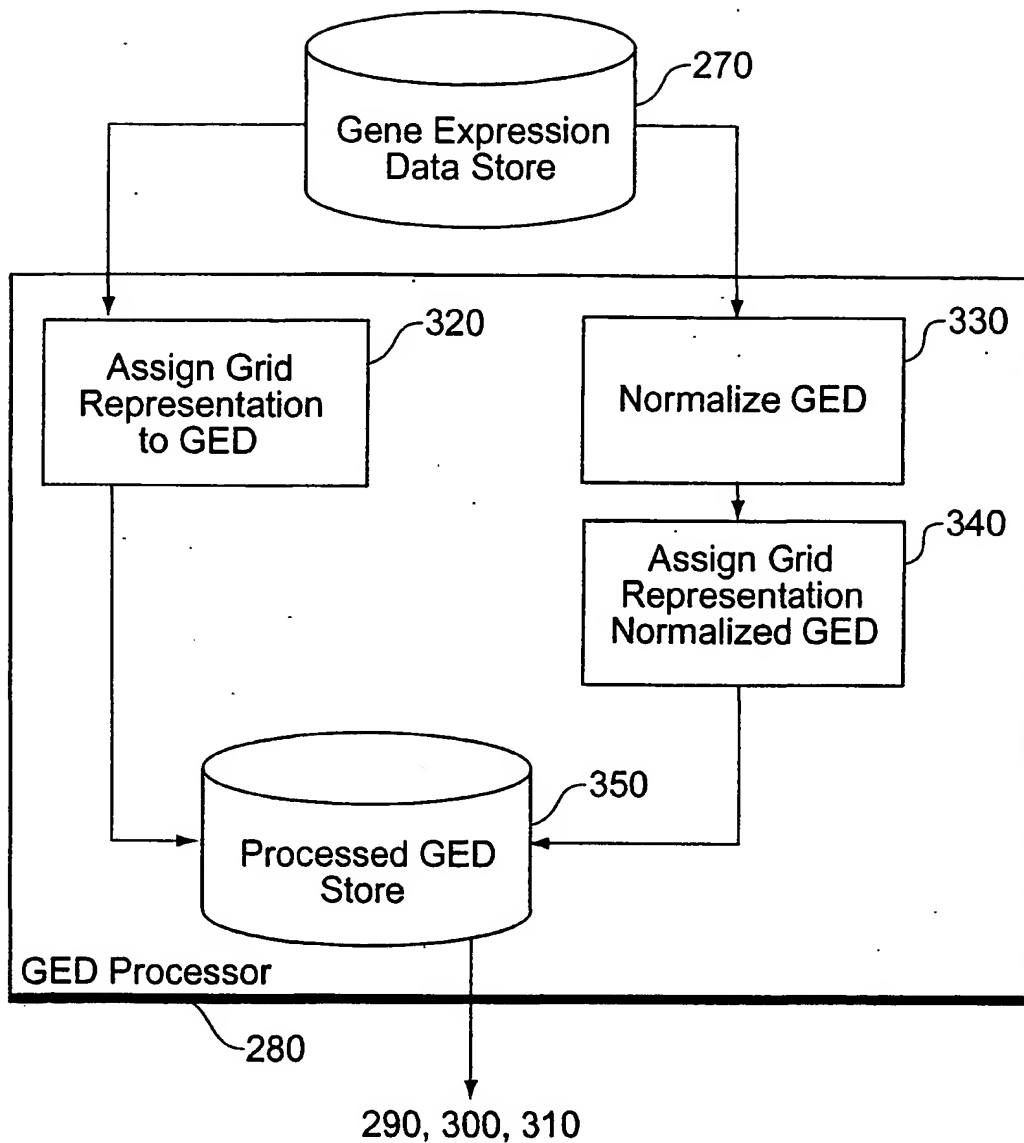 270
Gene Expression
Data Store
320
Assign Grid
Representation
to GED
330
Normalize GED
340
Assign Grid
Representation
Normalized GED
350
Processed GED
Store
GED Processor
280
290, 300, 310